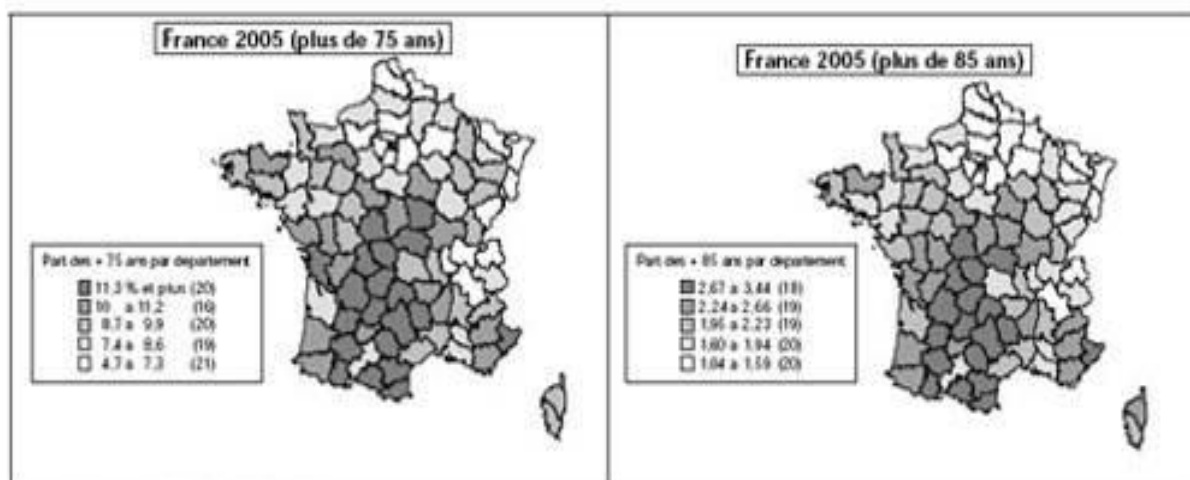 France 2005 (plus de 75 ans)
Part des + 75 ans par departement
11,3 % et plus (20)
10 a 11,2 (16)
8.7 a 9,9 (20)
7.4 a 8,6 (19)
4.7 a 7,3 (21)
France 2005 (plus de 85 ans)
Part des + 85 ans par departement
2,67 a 3,44 (18)
2,24 a 2,66 (19)
1,95 a 2,23 (19)
1,60 a 1,94 (20)
1,04 a 1,59 (20)